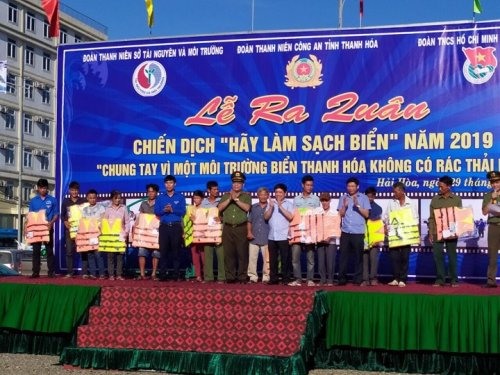 ĐOÀN THANH NIÊN SỞ TÀI NGUYÊN VÀ MÔI TRƯỜNG
ĐOÀN THANH NIÊN CÔNG AN TỈNH THANH HÓA
ĐOÀN TNCS HỒ CHÍ MINH
Lễ Ra Quân
CHIẾN DỊCH "HÃY LÀM SẠCH BIỂN" NĂM 2019
"CHUNG TAY VÌ MỘT MÔI TRƯỜNG BIỂN THANH HÓA KHÔNG CÓ RÁC THẢI
Hải Hòa, ngày 29 tháng